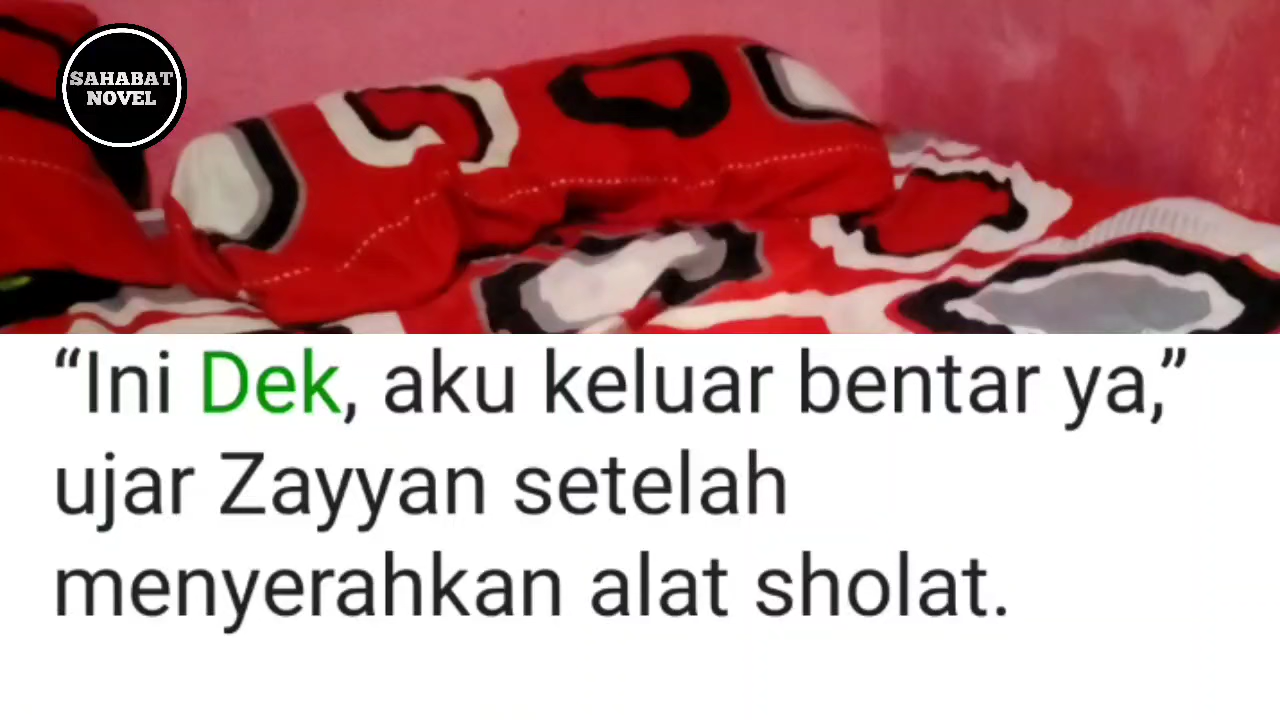 SAHABAT
NOVEL
“Ini Dek, aku keluar bentar ya,”
ujar Zayyan setelah
menyerahkan alat sholat.